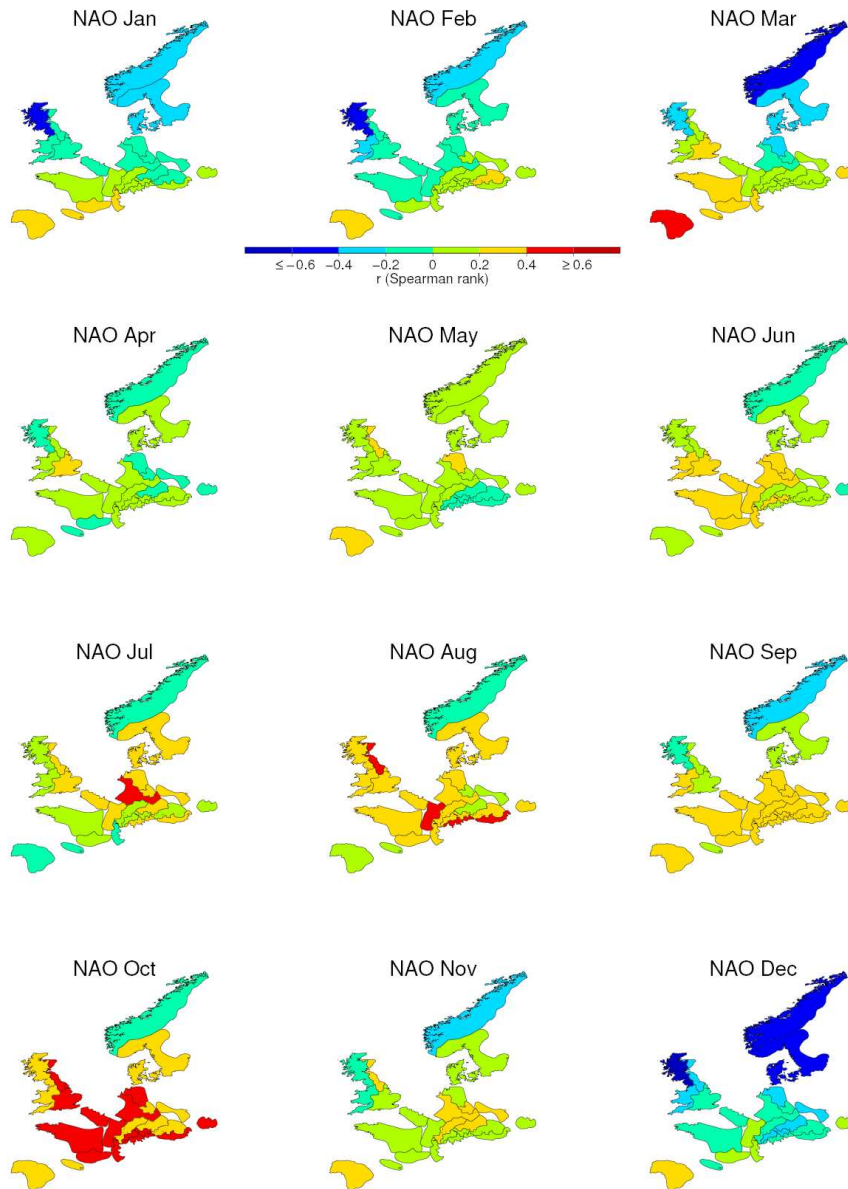 NAO Jan NAO Feb NAO Mar
≤−0.6 −0.4 −0.2 0 0.2 0.4 ≥0.6
r (Spearman rank)
NAO Apr NAO May NAO Jun
NAO Jul NAO Aug NAO Sep
NAO Oct NAO Nov NAO Dec